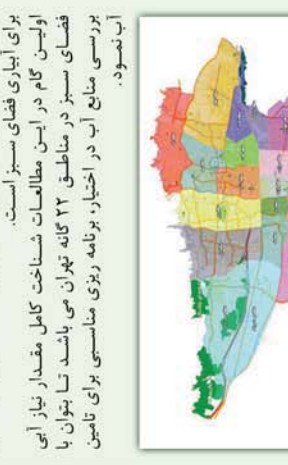 برای آبیاری فضای سبز است.
اولین گام در این مطالعات شناخت کامل مقدار نیاز آبی
فضای سبز در مناطق ۲۲ گانه تهران می باشد تا بتوان با
بررسی منابع آب در اختیار، برنامه ریزی مناسبی برای تامین
آب نمود.